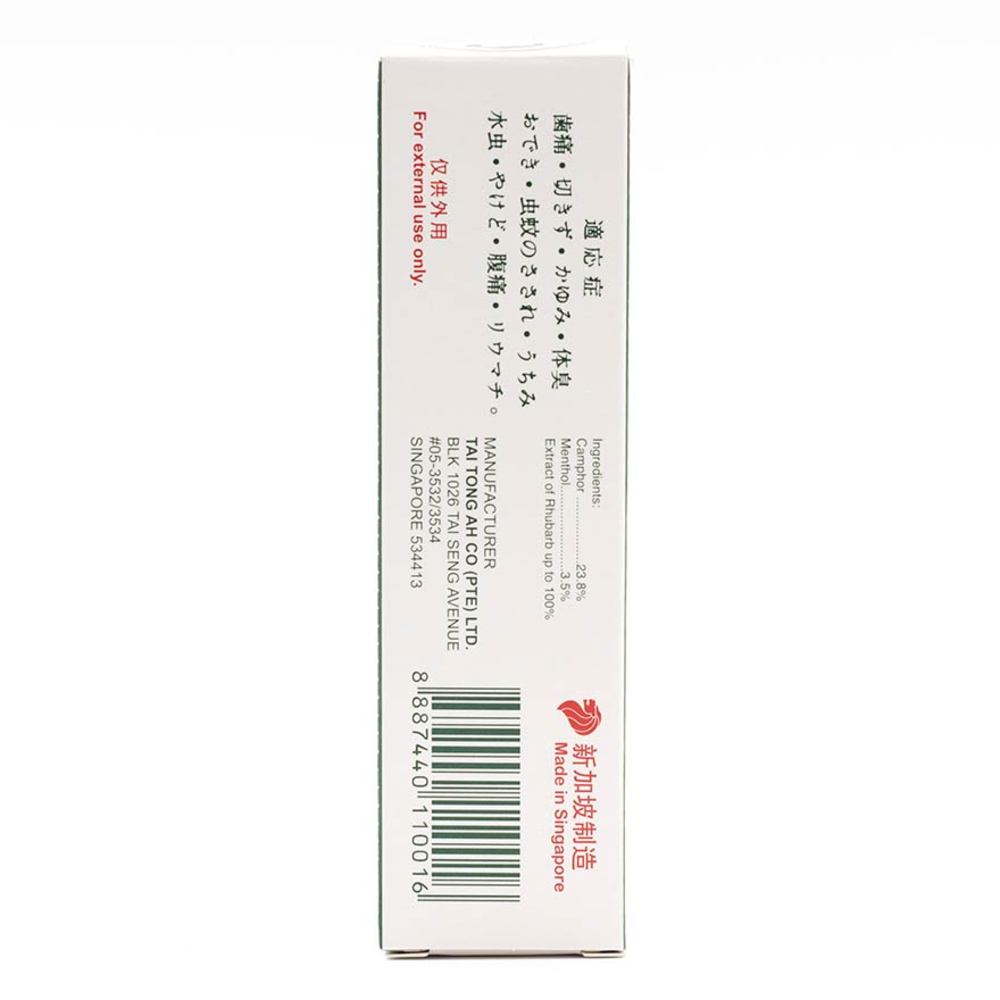 適応症
歯痛・切きず・かゆみ・体臭
おでき・虫蚊のさされ・うちみ
水虫・やけど・腹痛・リウマチ。
仅供外用
For external use only.
Ingredients:
Camphor ..................23.8%
Menthol......................3.5%
Extract of Rhubarb up to 100%
MANUFACTURER
TAI TONG AH CO (PTE) LTD.
BLK 1026 TAI SENG AVENUE
#05-3532/3534
SINGAPORE 534413
新加坡制造
Made in Singapore
8 887440 110016